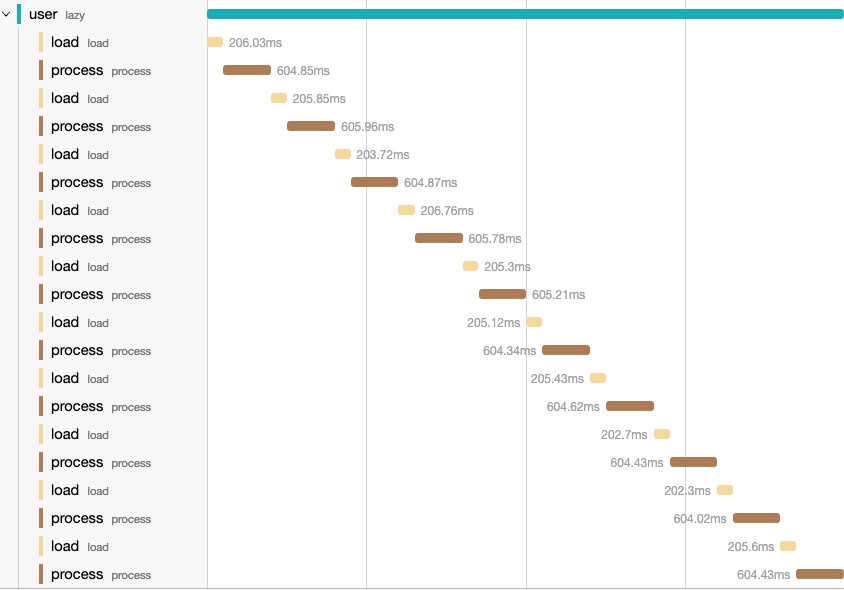 user lazy
load load 206.03ms
process process 604.85ms
load load 205.85ms
process process 605.96ms
load load 203.72ms
process process 604.87ms
load load 206.76ms
process process 605.78ms
load load 205.3ms
process process 605.21ms
load load 205.12ms
process process 604.34ms
load load 205.43ms
process process 604.62ms
load load 202.7ms
process process 604.43ms
load load 202.3ms
process process 604.02ms
load load 205.6ms
process process 604.43ms